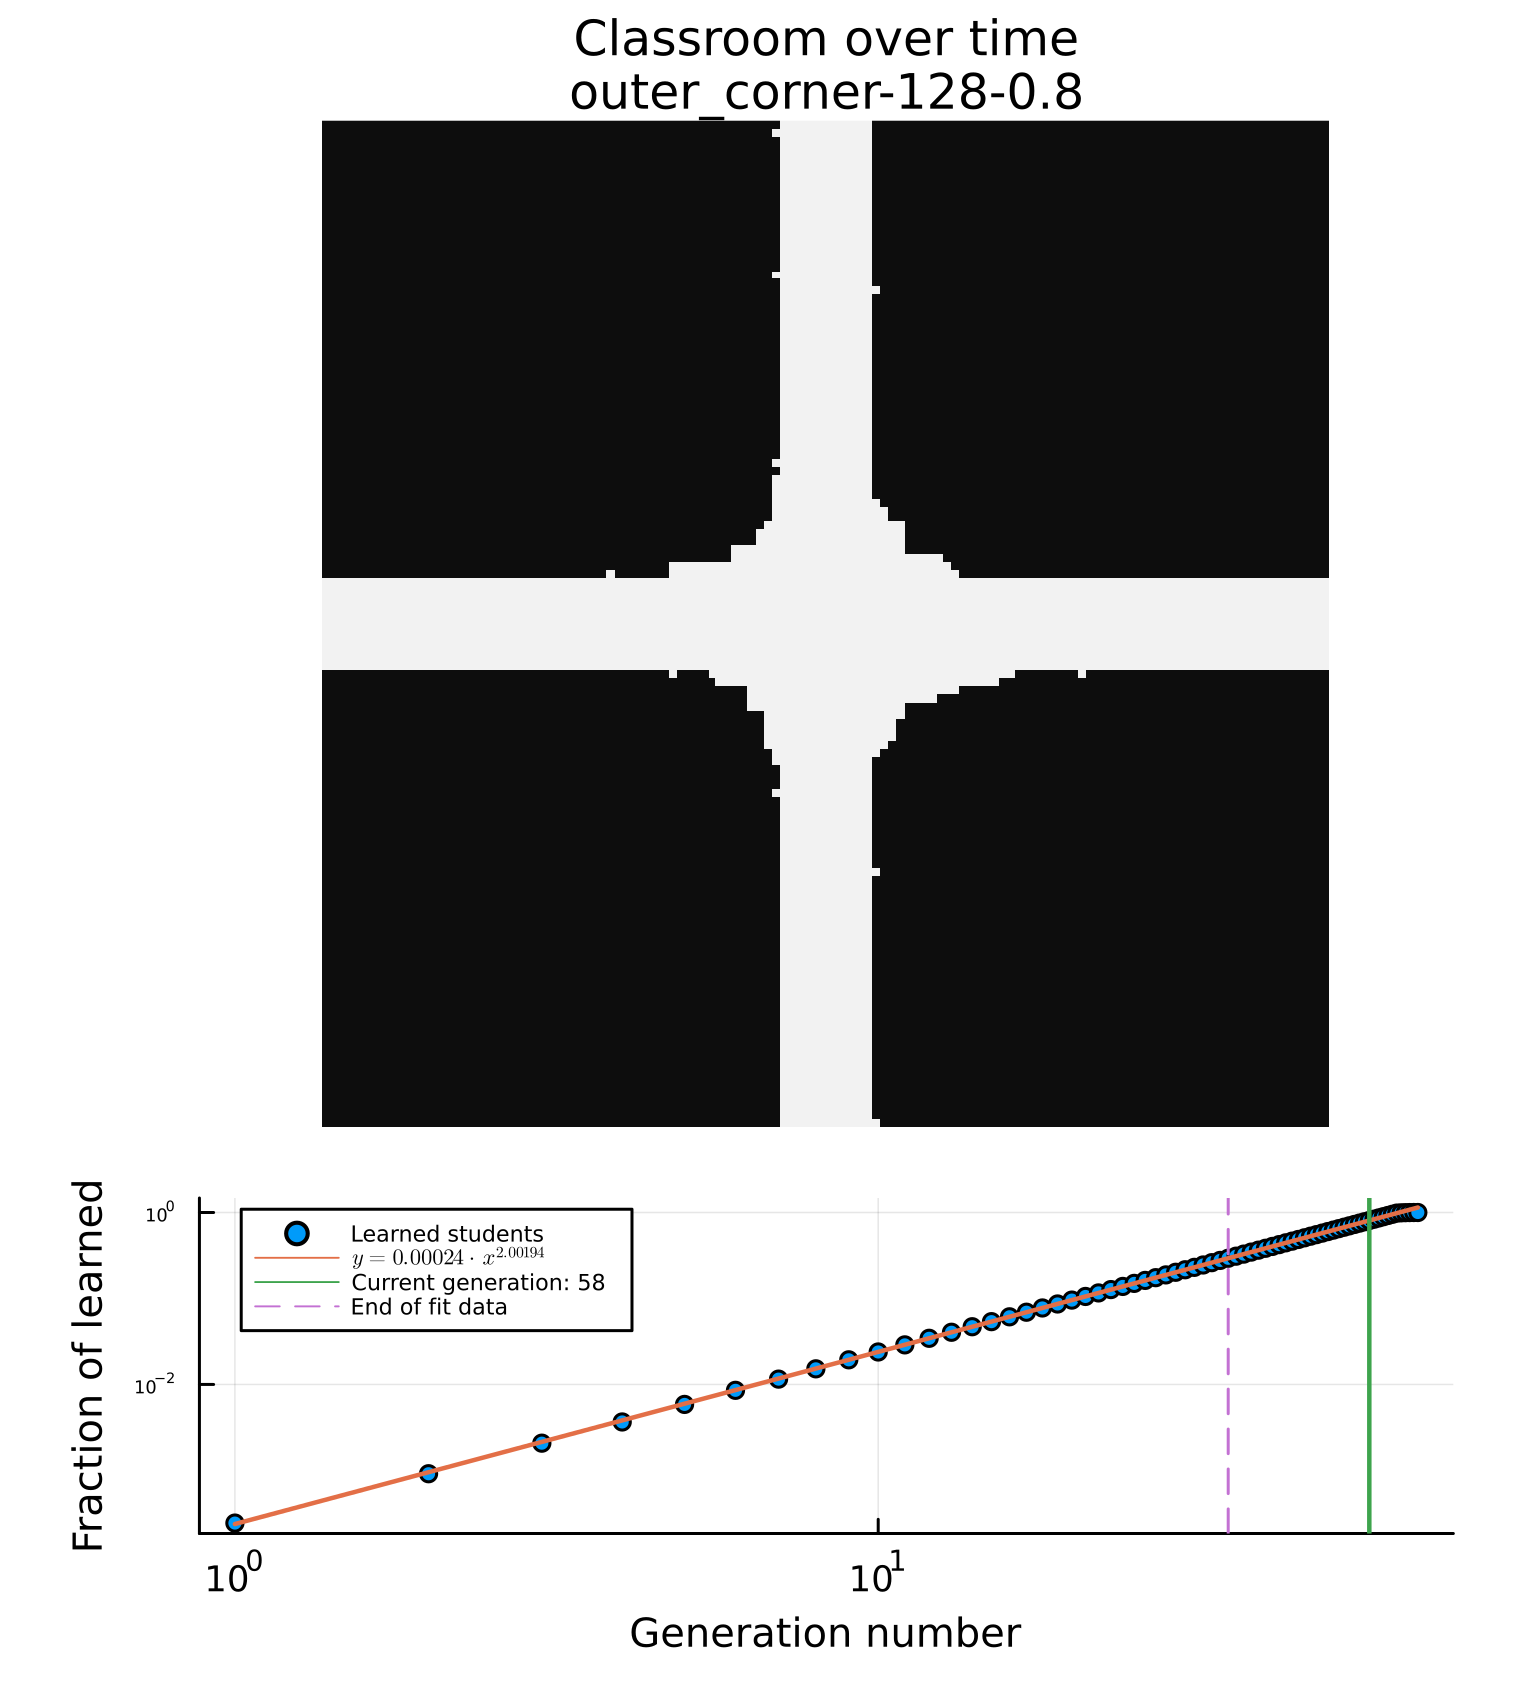 Classroom over time
outer_corner-128-0.8
Fraction of learned
10^0
10^-2
Learned students
y = 0.00024 · x^2.00194
Current generation: 58
End of fit data
10^0
10^1
Generation number